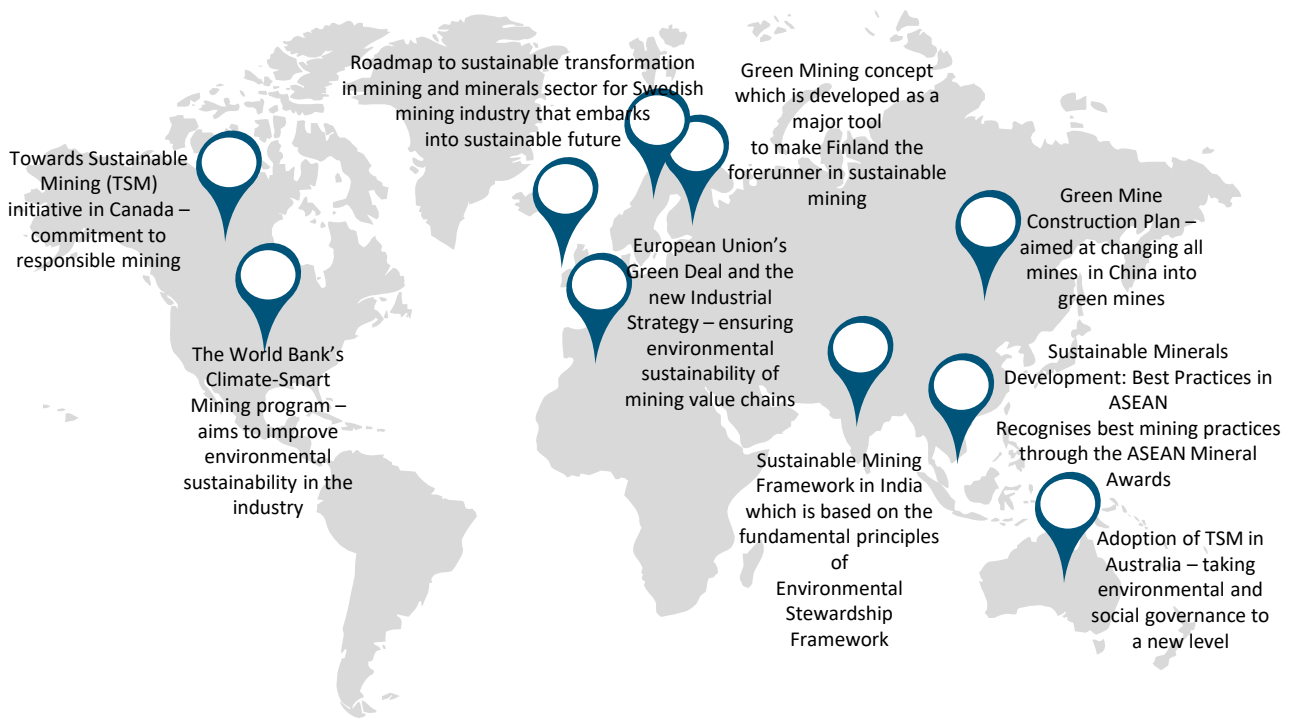 Roadmap to sustainable transformation
in mining and minerals sector for Swedish
mining industry that embarks
into sustainable future
Green Mining concept
which is developed as a
major tool
to make Finland the
forerunner in sustainable
mining
Towards Sustainable
Mining (TSM)
initiative in Canada –
commitment to
responsible mining
Green Mine
Construction Plan –
aimed at changing all
mines in China into
green mines
European Union’s
Green Deal and the
new Industrial
Strategy – ensuring
environmental
sustainability of
mining value chains
The World Bank’s
Climate-Smart
Mining program –
aims to improve
environmental
sustainability in the
industry
Sustainable Minerals
Development: Best Practices in
ASEAN
Recognises best mining practices
through the ASEAN Mineral
Awards
Sustainable Mining
Framework in India
which is based on the
fundamental principles
of
Environmental
Stewardship
Framework
Adoption of TSM in
Australia – taking
environmental and
social governance to
a new level